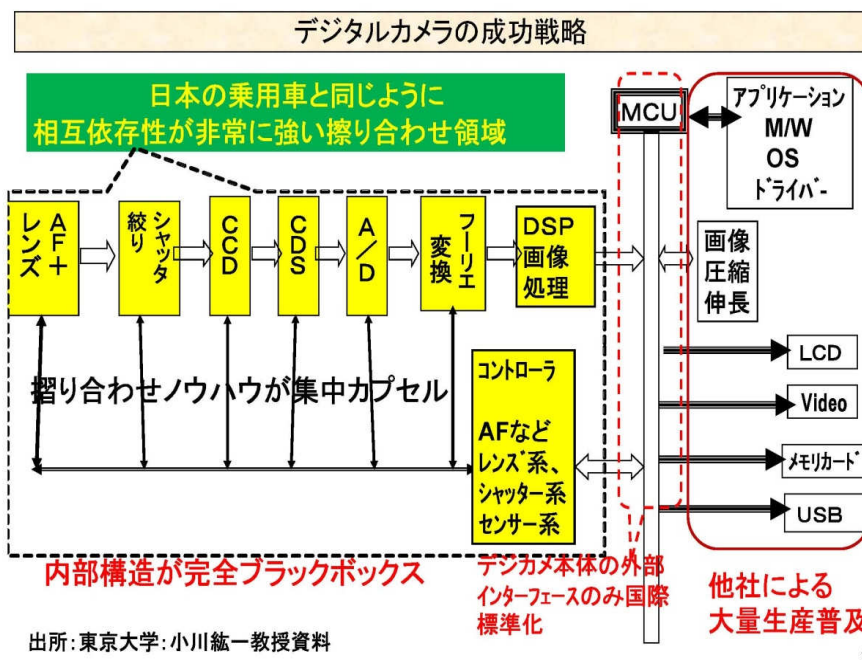 デジタルカメラの成功戦略
日本の乗用車と同じように
相互依存性が非常に強い擦り合わせ領域
MCU
アプリケーション
M/W
OS
ドライバー
AF+
レンズ
シャッタ
絞り
CCD
CDS
A/D
フーリエ
変換
DSP
画像
処理
画像
圧縮
伸長
摺り合わせノウハウが集中カプセル
コントローラ
AFなど
レンズ系、
シャッター系
センサー系
LCD
Video
メモリカード
USB
内部構造が完全ブラックボックス
デジカメ本体の外部
インターフェースのみ国際
標準化
他社による
大量生産普及
出所：東京大学：小川紘一教授資料